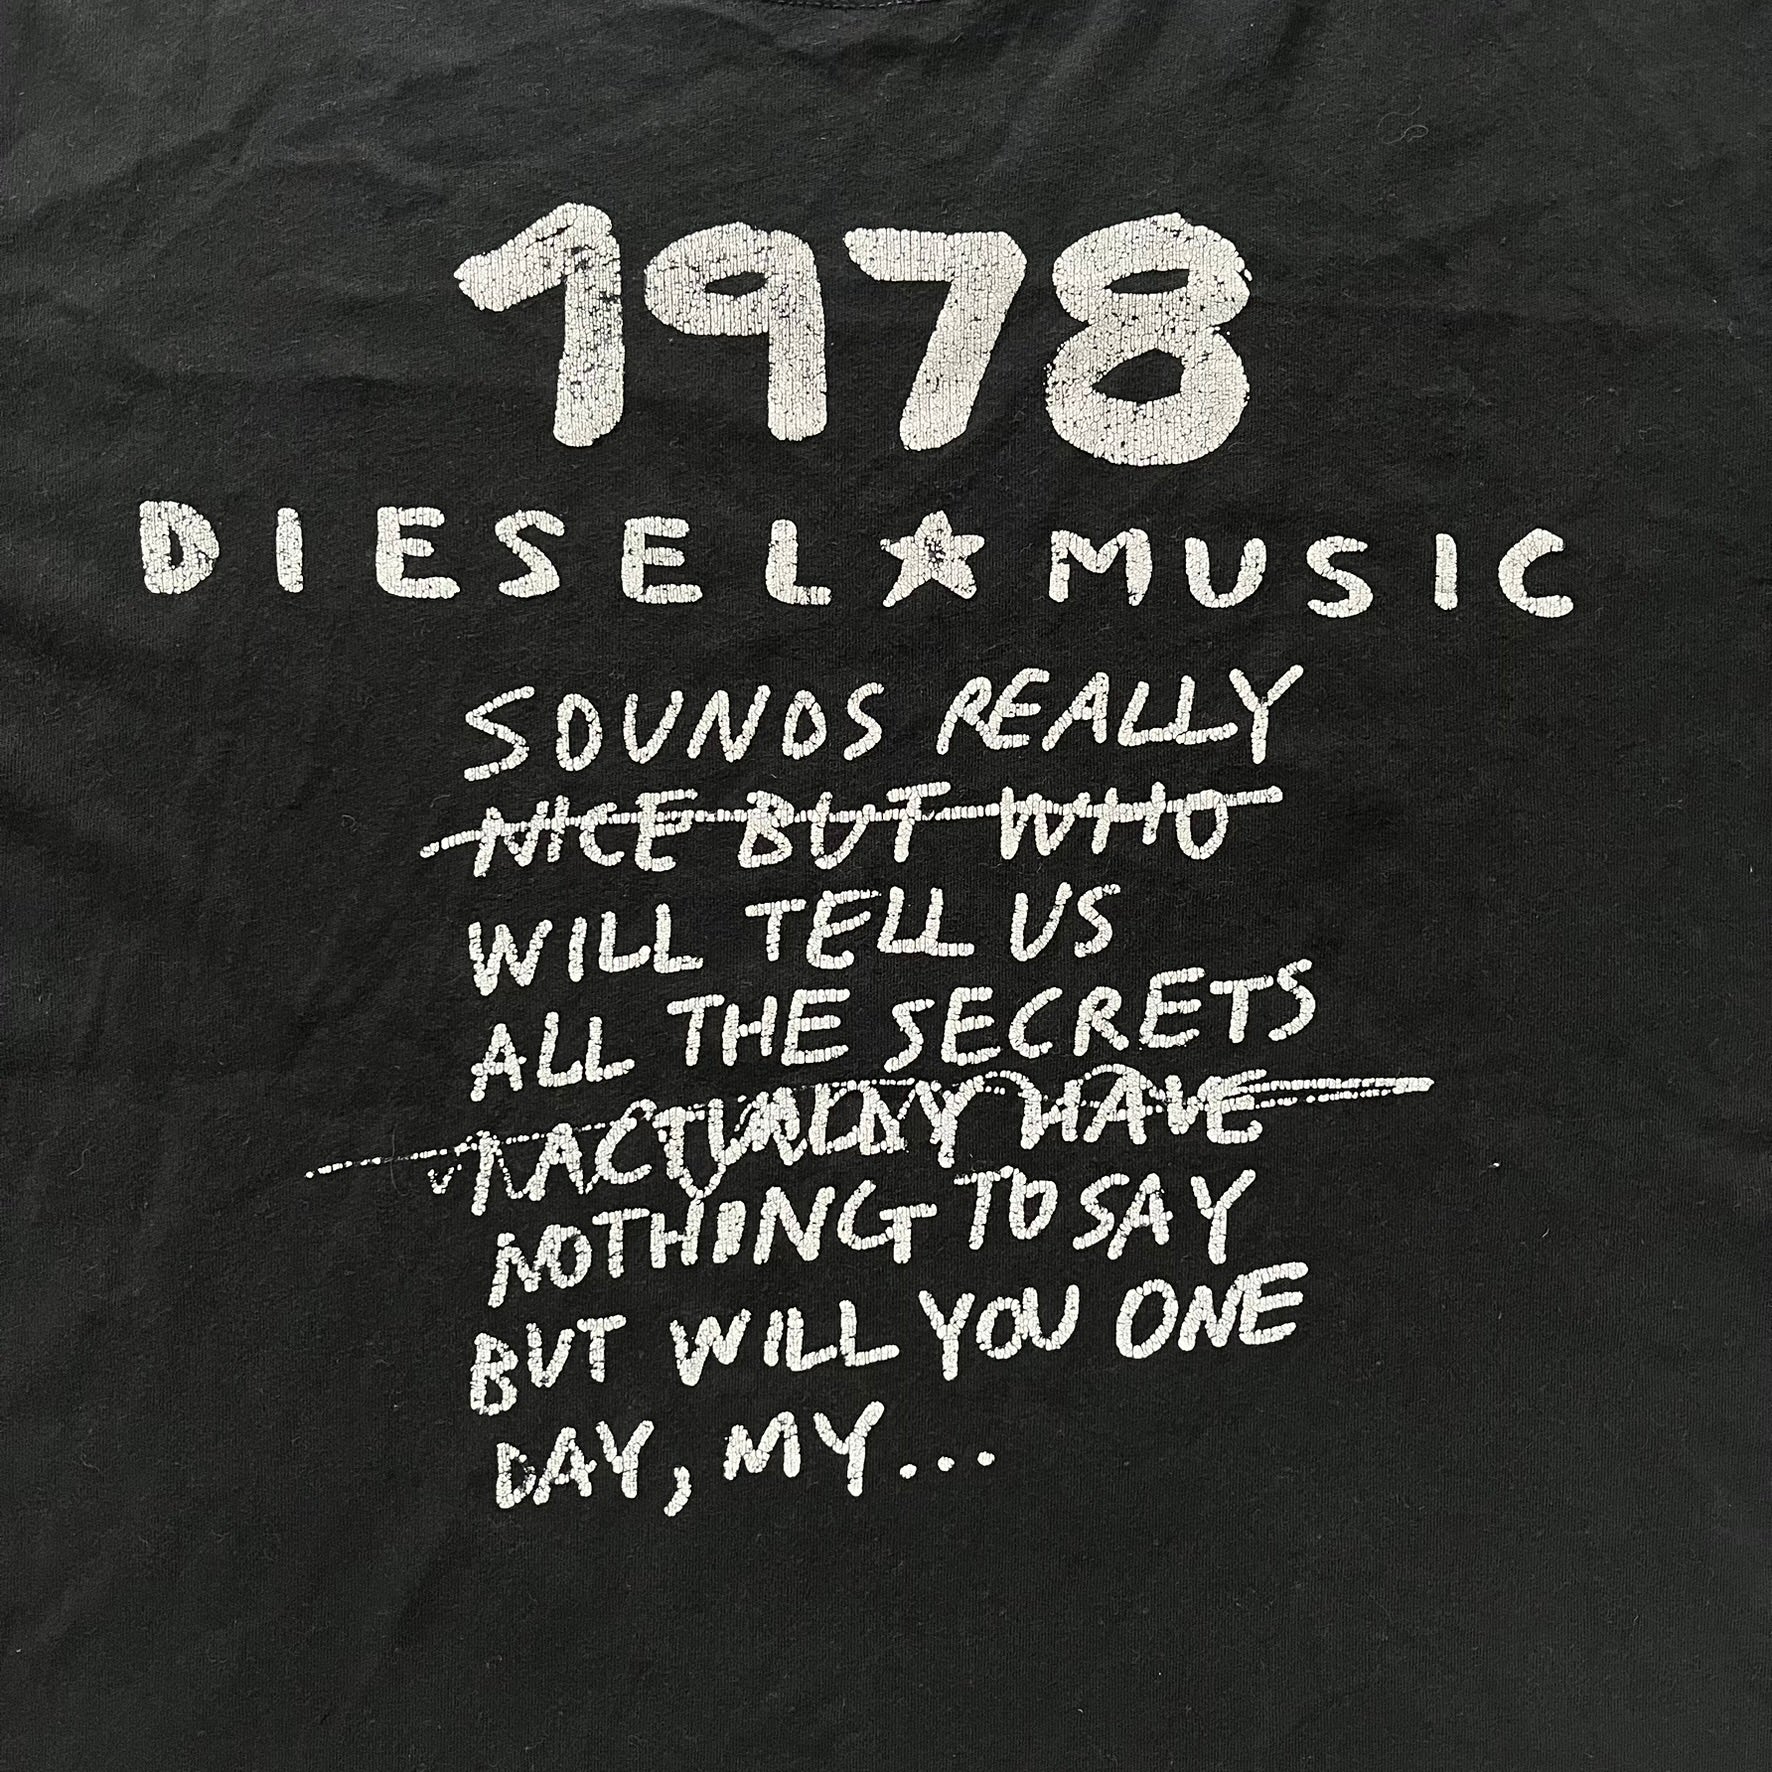 1978
DIESEL★MUSIC
SOUNDS REALLY
NICE BUT WHO
WILL TELL US
ALL THE SECRETS
I ACTUALLY HAVE
NOTHING TO SAY
BUT WILL YOU ONE
DAY, MY...